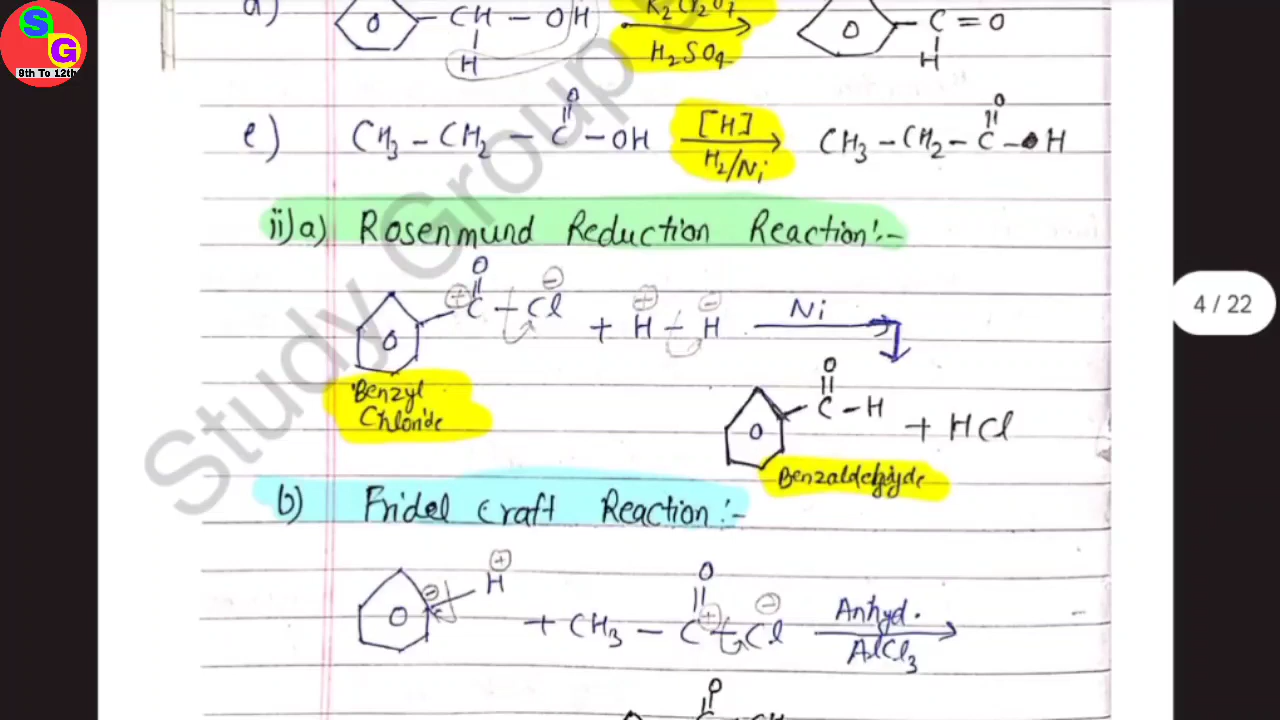 S
G
9th To 12th
d)
CH - OH
H
K2Cr2O7
H2SO4
C = O
H
e)
O
CH3 - CH2 - C - OH
[H]
H2/Ni
O
CH3 - CH2 - C - H
4 / 22
ii) a) Rosenmund Reduction Reaction :-
O
⊕ C - Cl ⊖ + H ⊕ - H ⊖
Ni
Benzyl
Chloride
O
C - H + HCl
Benzaldehyde
b) Fridel craft Reaction :-
⊖ H ⊕
O
+ CH3 - C ⊕ - Cl ⊖
Anhyd.
AlCl3
O
Study Group